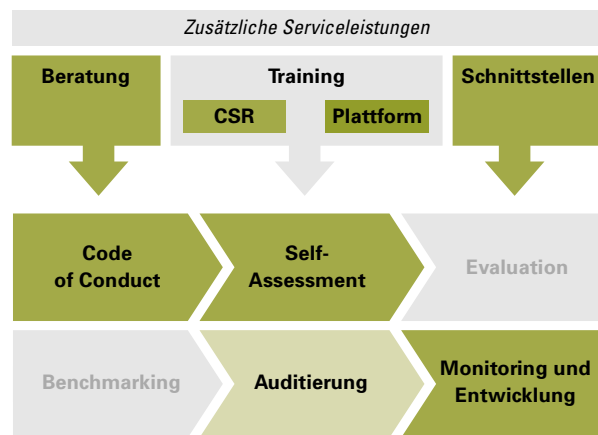 Zusätzliche Serviceleistungen
Beratung
Training
Schnittstellen
CSR
Plattform
Code
of Conduct
Self-
Assessment
Evaluation
Benchmarking
Auditierung
Monitoring und
Entwicklung